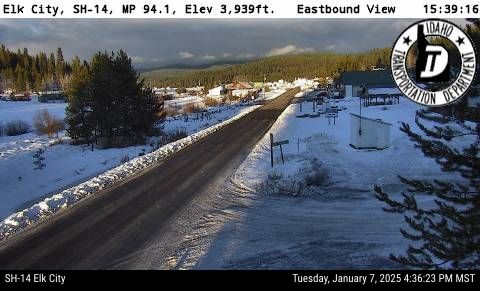 Elk City, SH-14, MP 94.1, Elev 3,939ft. Eastbound View 15:39:16
IDAHO
TRANSPORTATION DEPARTMENT
SH-14 Elk City Tuesday, January 7, 2025 4:36:23 PM MST